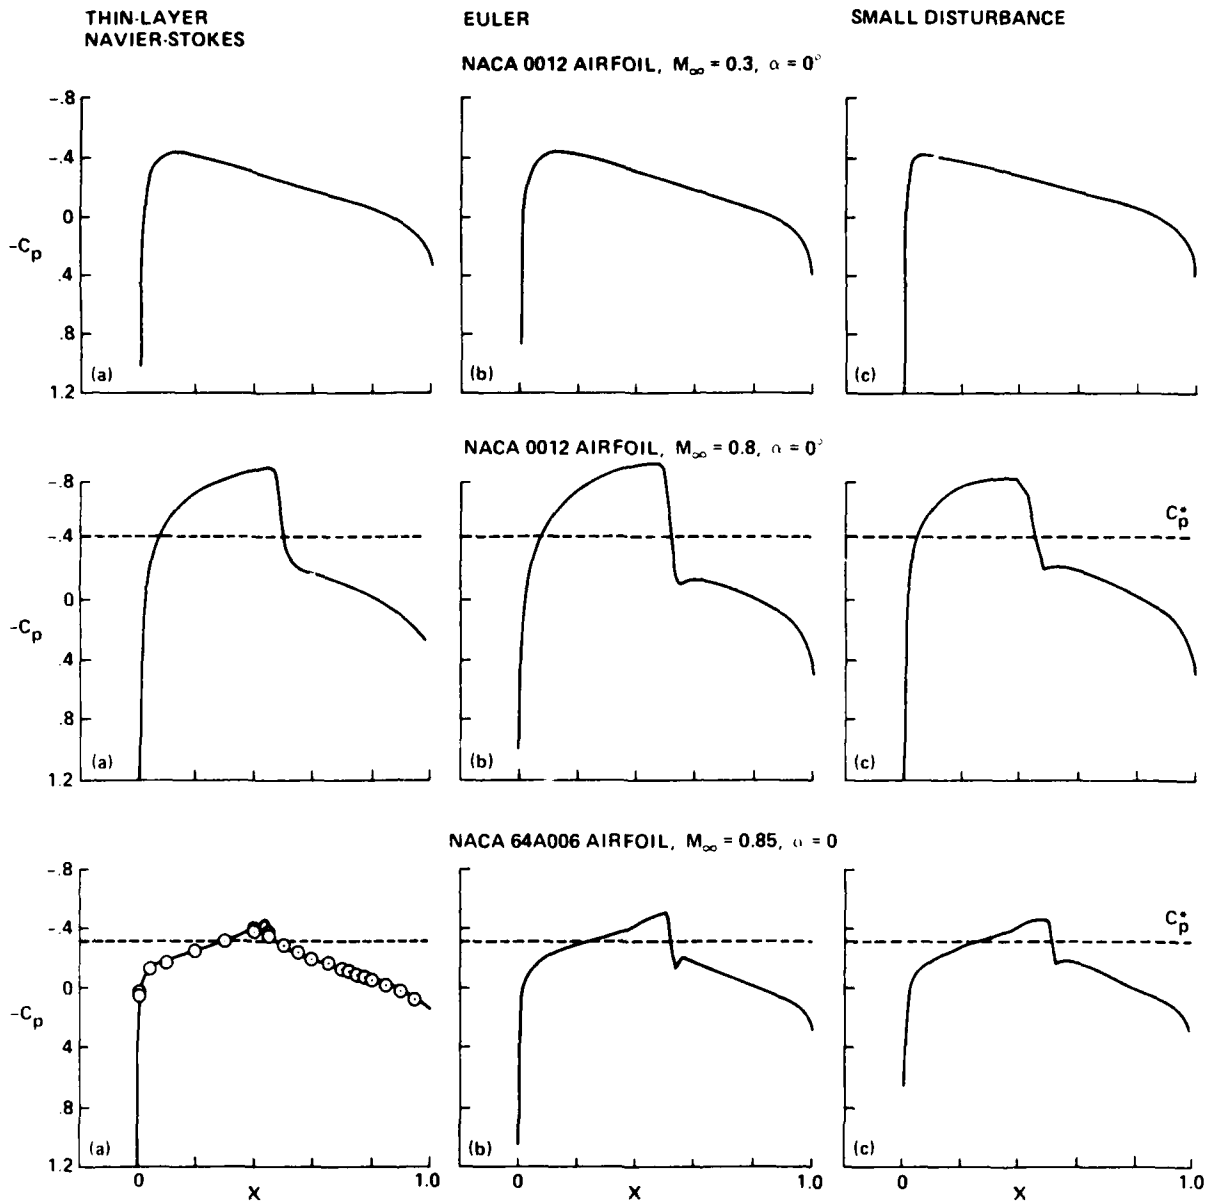 THIN-LAYER
NAVIER-STOKES
EULER
SMALL DISTURBANCE
NACA 0012 AIRFOIL, M∞ = 0.3, α = 0°
-.8
-.4
0
-Cp
.4
.8
1.2
(a)
(b)
(c)
NACA 0012 AIRFOIL, M∞ = 0.8, α = 0°
-.8
-.4
0
-Cp
.4
.8
1.2
C*p
(a)
(b)
(c)
NACA 64A006 AIRFOIL, M∞ = 0.85, α = 0
-.8
-.4
0
-Cp
4
.8
1.2
C*p
(a)
(b)
(c)
0 X 1.0
0 X 1.0
0 X 1.0